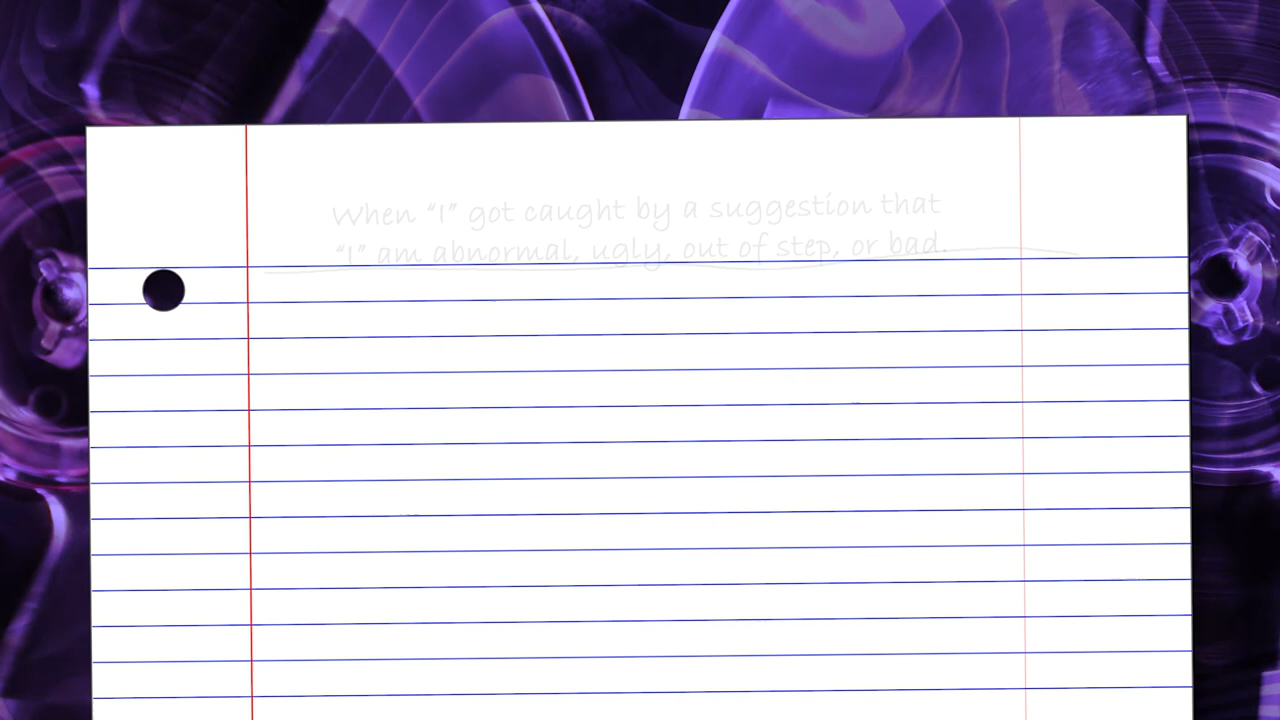 When “I” got caught by a suggestion that
“I” am abnormal, ugly, out of step, or bad.